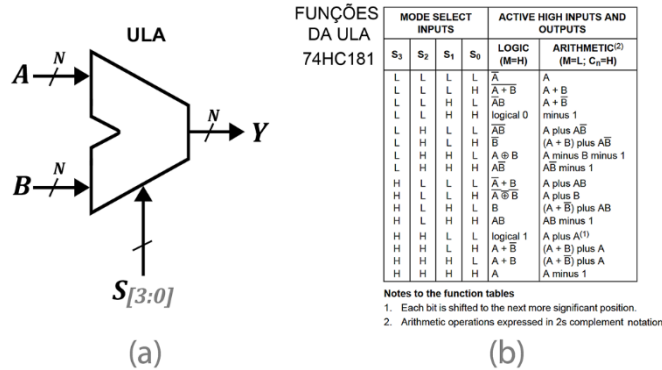 ULA
N
A
N
Y
N
B
S[3:0]
(a)
FUNÇÕES
DA ULA
74HC181
MODE SELECT INPUTS ACTIVE HIGH INPUTS AND OUTPUTS
S3 S2 S1 S0 LOGIC (M=H) ARITHMETIC(2) (M=L; Cn=H)
L L L L A̅ A
L L L H A̅ ̅+̅ ̅B̅ A + B
L L H L A̅B A + B̅
L L H H logical 0 minus 1
L H L L A̅B̅ A plus AB̅
L H L H B̅ (A + B) plus AB̅
L H H L A ⊕ B A minus B minus 1
L H H H AB̅ AB̅ minus 1
H L L L A̅ + B A plus AB
H L L H A̅ ̅⊕̅ ̅B̅ A plus B
H L H L B (A + B̅) plus AB
H L H H AB AB minus 1
H H L L logical 1 A plus A(1)
H H L H A + B̅ (A + B) plus A
H H H L A + B (A + B̅) plus A
H H H H A A minus 1
Notes to the function tables
1. Each bit is shifted to the next more significant position.
2. Arithmetic operations expressed in 2s complement notation
(b)